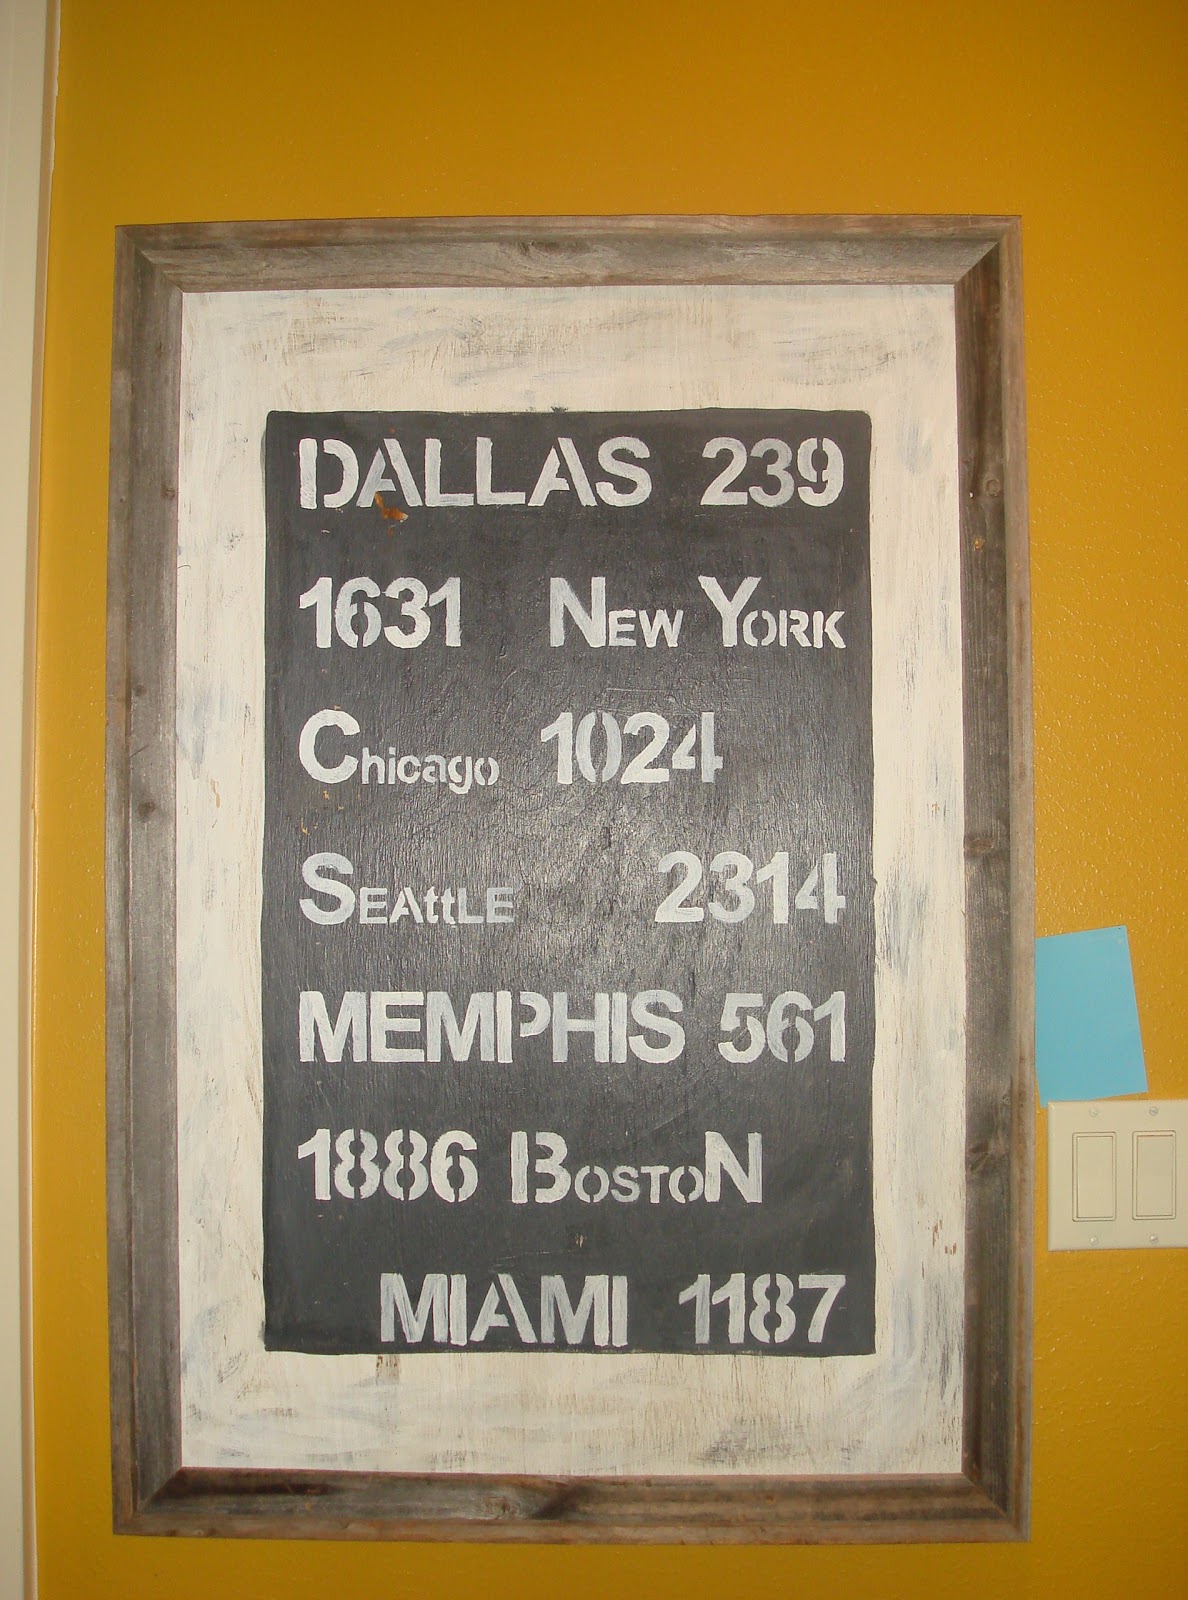 DALLAS 239
1631 NEW YORK
Chicago 1024
SEAttLE 2314
MEMPHIS 561
1886 BOSTON
MIAMI 1187